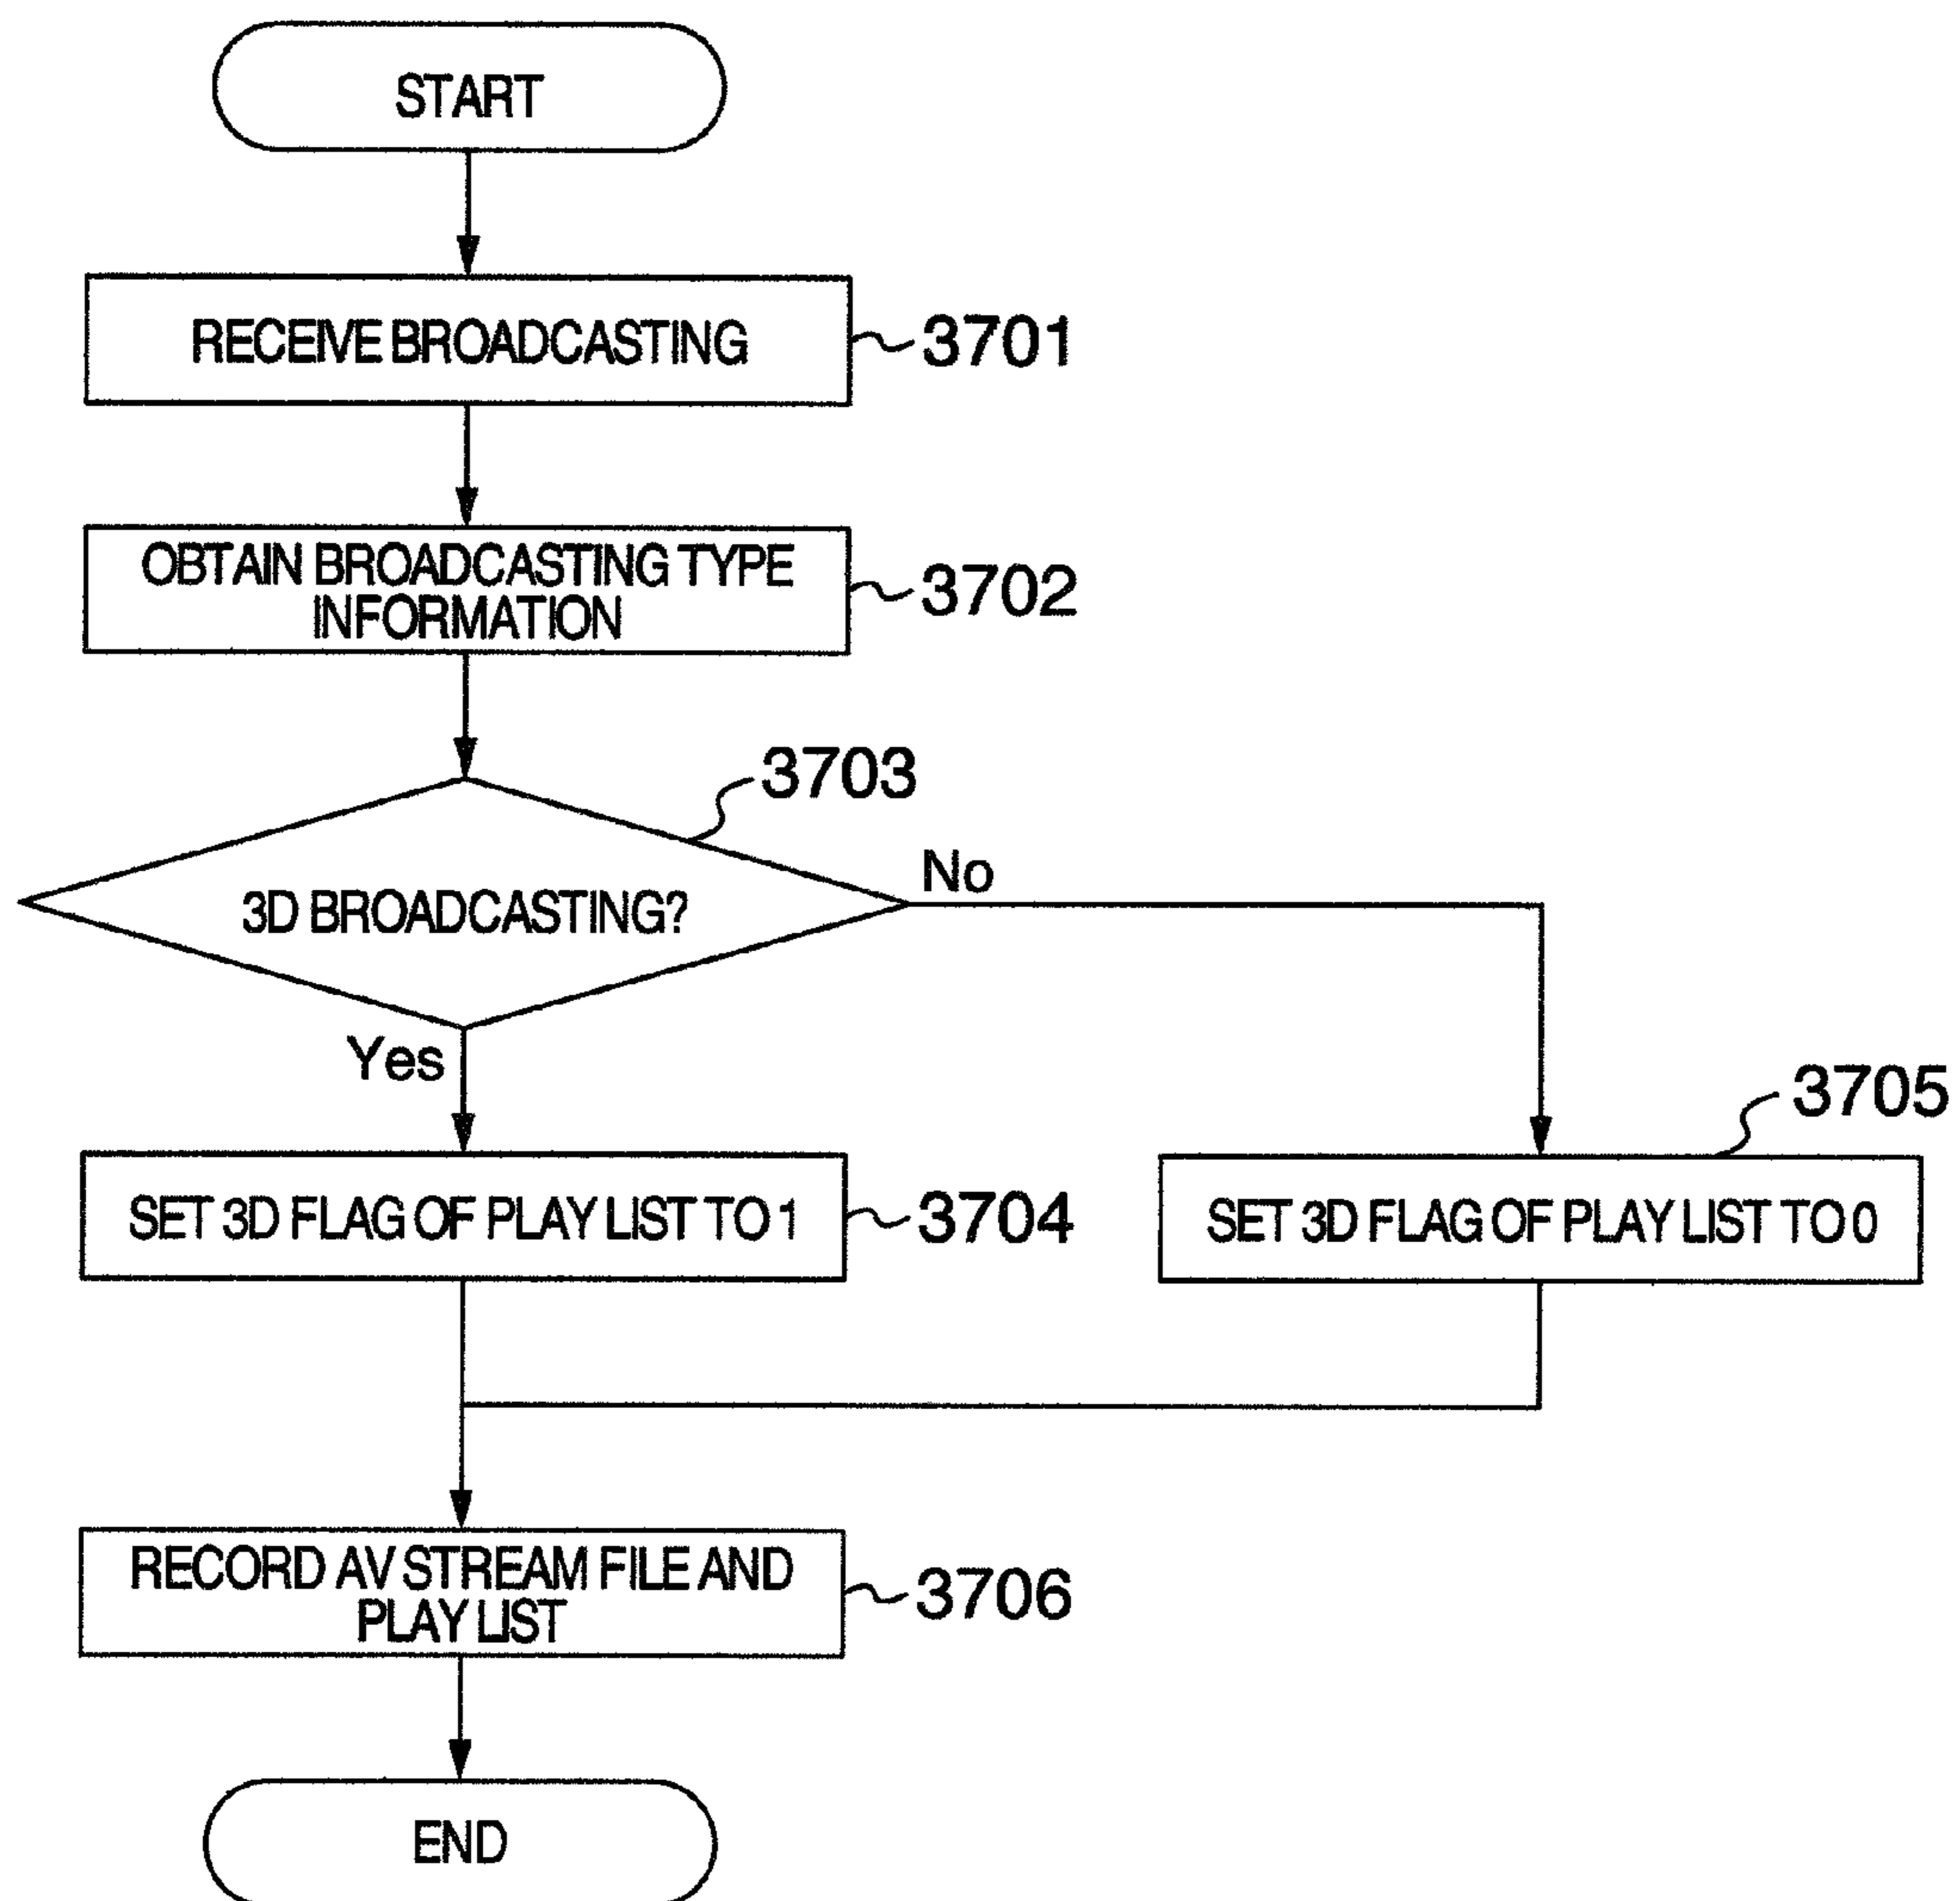 START
RECEIVE BROADCASTING
3701
OBTAIN BROADCASTING TYPE
INFORMATION
3702
3703
3D BROADCASTING?
No
Yes
3705
SET 3D FLAG OF PLAY LIST TO 1
3704
SET 3D FLAG OF PLAY LIST TO 0
RECORD AV STREAM FILE AND
PLAY LIST
3706
END